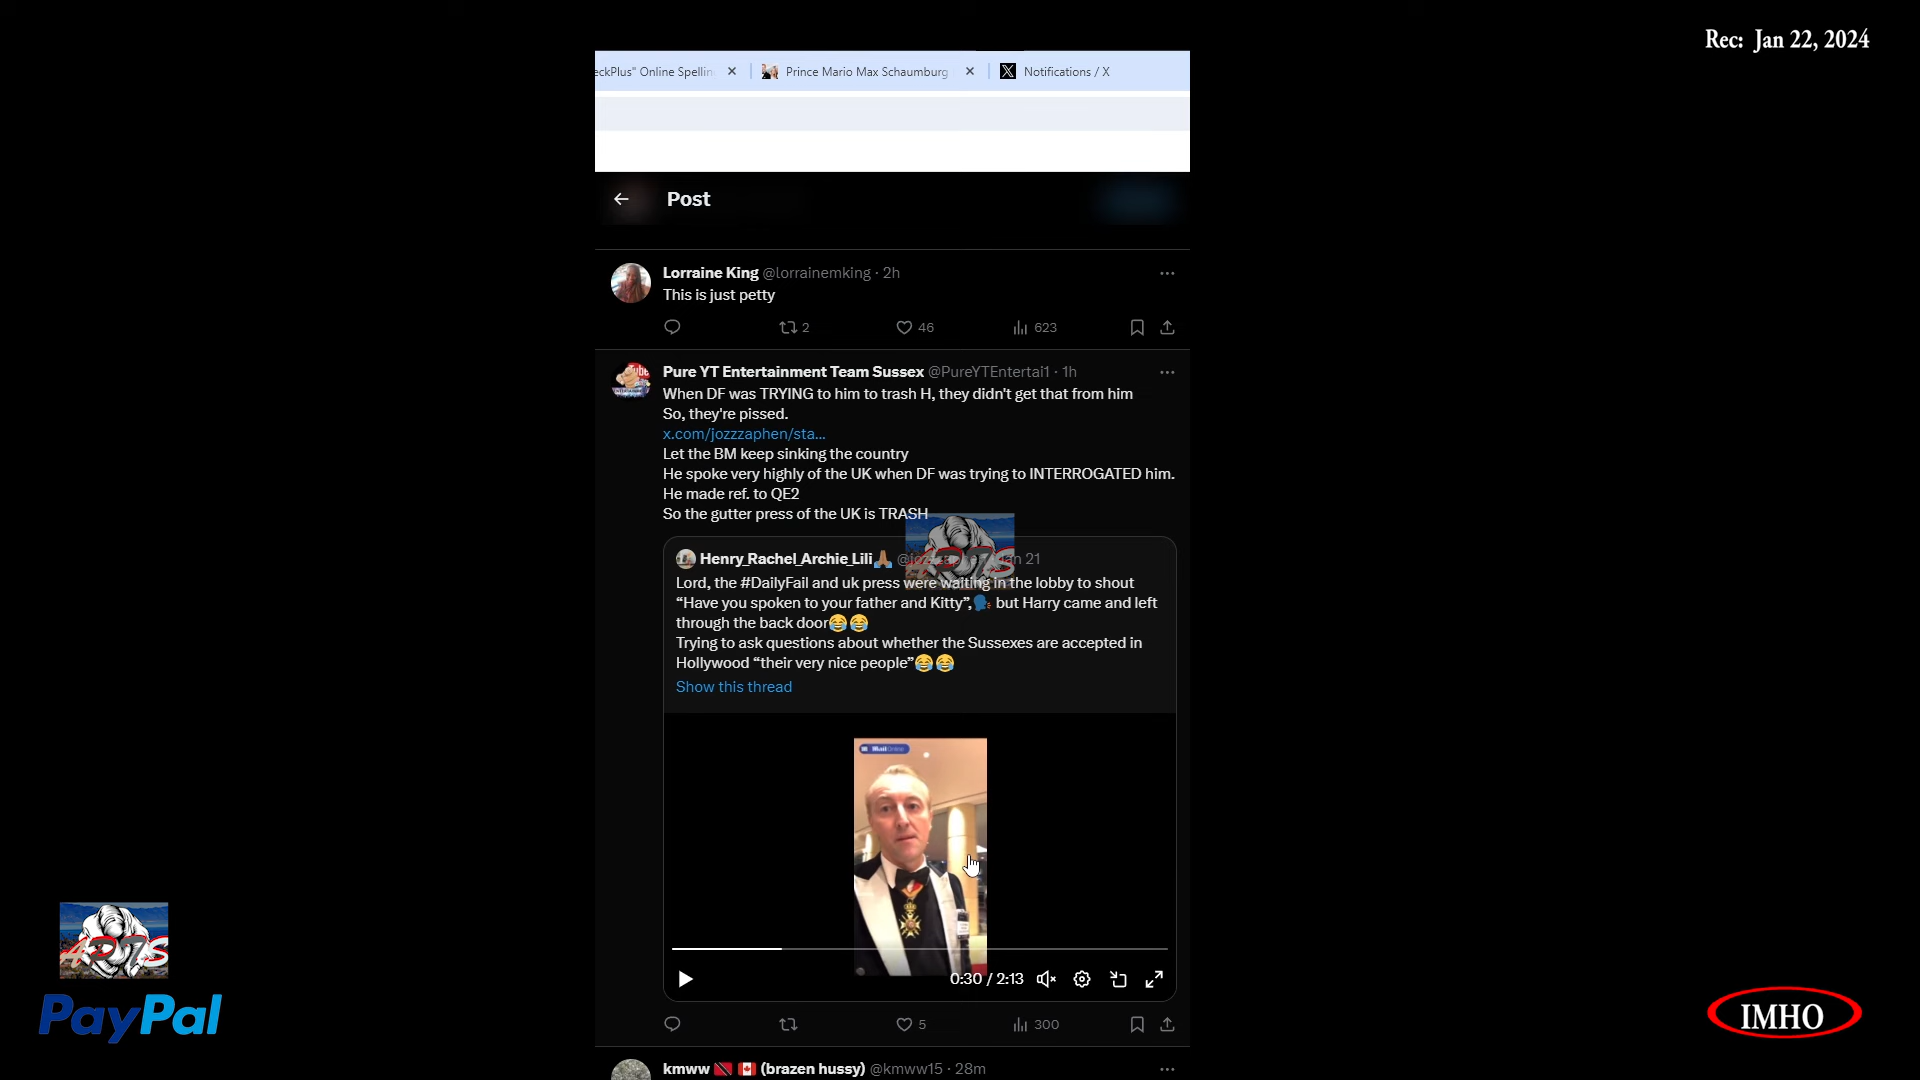 Rec: Jan 22, 2024
eckPlus" Online Spellin
Prince Mario Max Schaumburg
Notifications / X
Post
Lorraine King @lorrainemking · 2h
This is just petty
2 46 623
Pure YT Entertainment Team Sussex @PureYTEntertai1 · 1h
When DF was TRYING to him to trash H, they didn't get that from him
So, they're pissed.
x.com/jozzzaphen/sta...
Let the BM keep sinking the country
He spoke very highly of the UK when DF was trying to INTERROGATED him.
He made ref. to QE2
So the gutter press of the UK is TRASH
Henry_Rachel_Archie_Lili🙏🏾 21
Lord, the #DailyFail and uk press were waiting in the lobby to shout
“Have you spoken to your father and Kitty”,🗣️ but Harry came and left
through the back door😂😂
Trying to ask questions about whether the Sussexes are accepted in
Hollywood “their very nice people”😂😂
Show this thread
0:30 / 2:13
5 300
kmww 🇹🇹 🇨🇦 (brazen hussy) @kmww15 · 28m
PayPal
IMHO